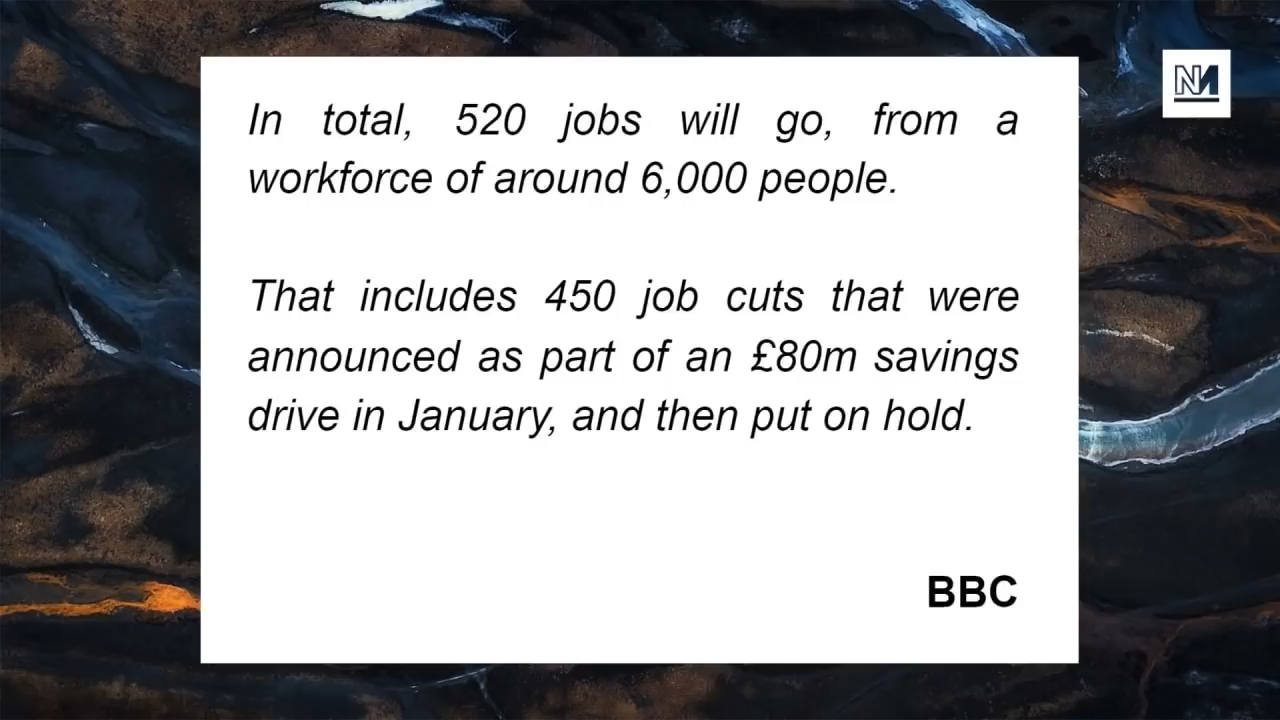 In total, 520 jobs will go, from a
workforce of around 6,000 people.
That includes 450 job cuts that were
announced as part of an £80m savings
drive in January, and then put on hold.
BBC
NM